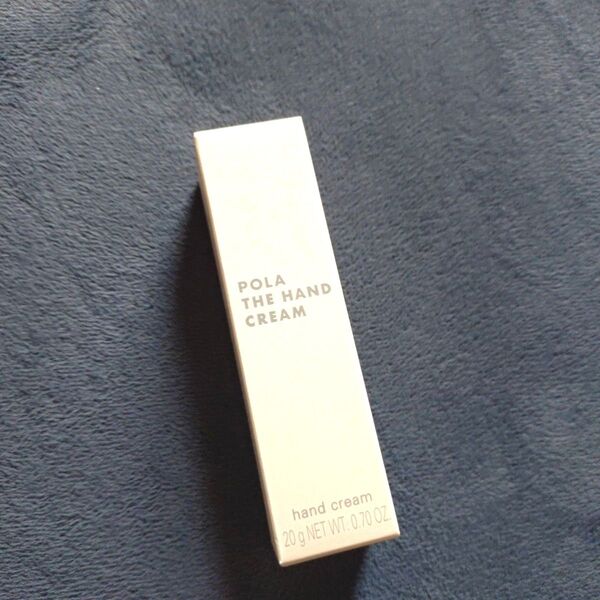 POLA
THE HAND
CREAM
hand cream
20 g NET WT. 0.70 OZ.